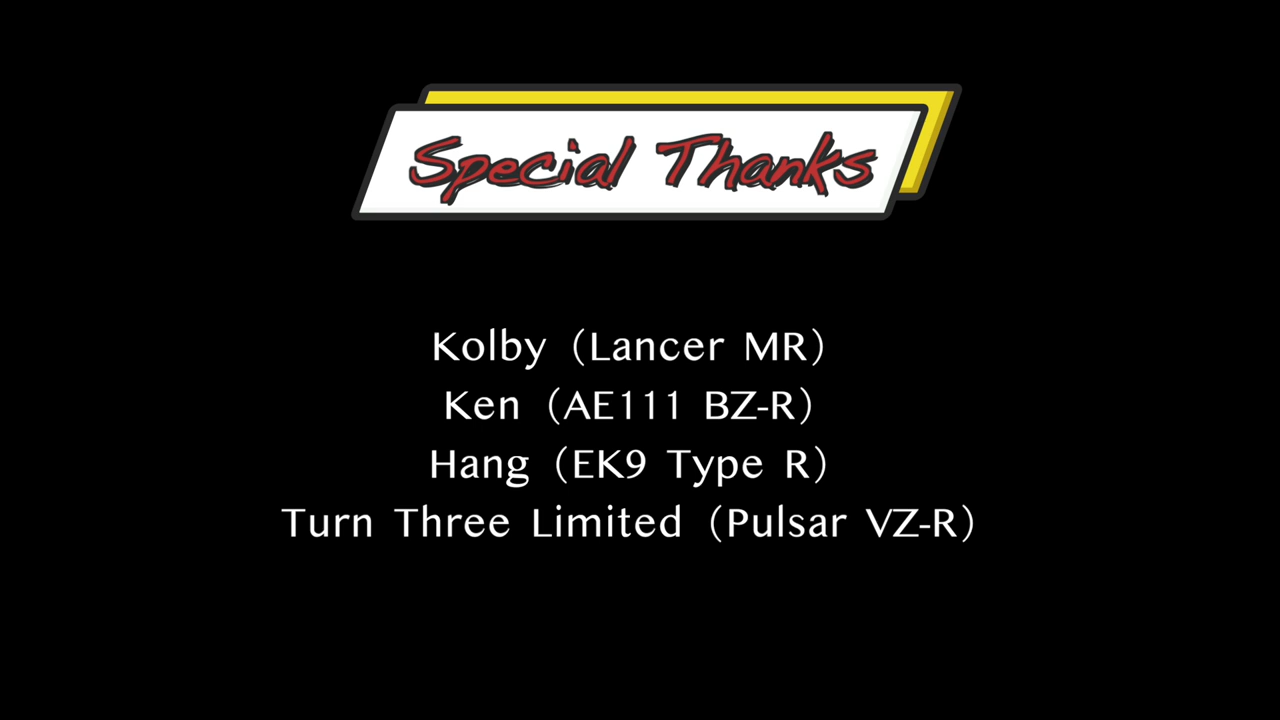 Special Thanks
Kolby (Lancer MR)
Ken (AE111 BZ-R)
Hang (EK9 Type R)
Turn Three Limited (Pulsar VZ-R)